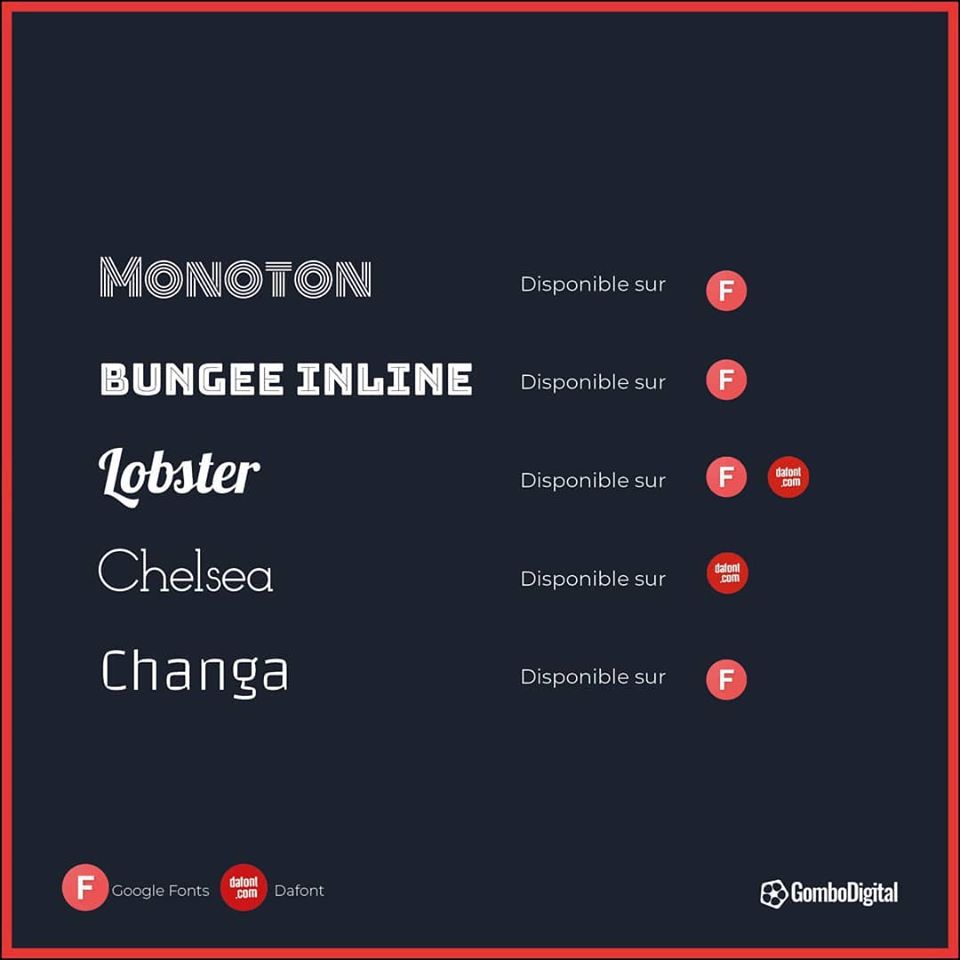 Monoton Disponible sur F
BUNGEE INLINE Disponible sur F
Lobster Disponible sur F dafont .com
Chelsea Disponible sur dafont .com
Changa Disponible sur F
F Google Fonts dafont .com Dafont
GomboDigital